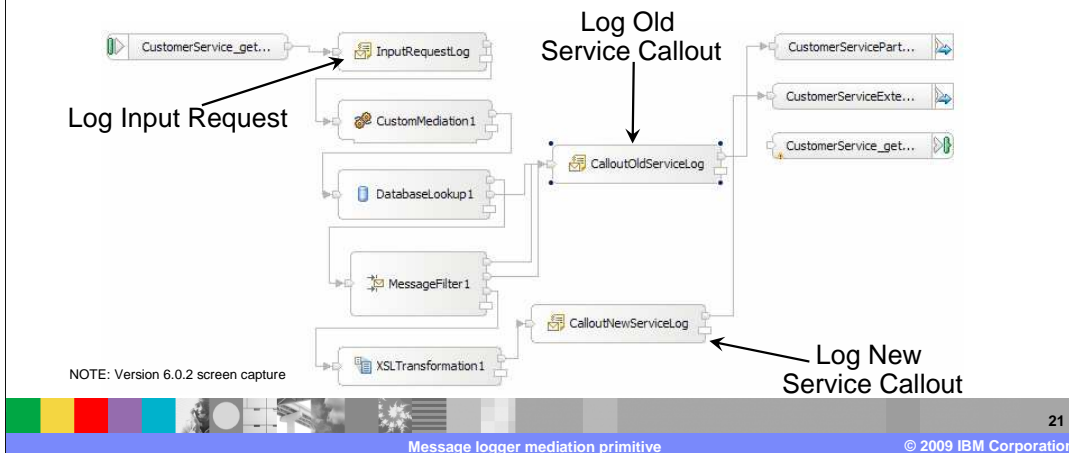 Log Old
Service Callout
CustomerService_get...
InputRequestLog
CustomerServicePart...
Log Input Request
CustomMediation1
CustomerServiceExte...
CustomerService_get...
CalloutOldServiceLog
DatabaseLookup1
MessageFilter1
CalloutNewServiceLog
XSLTransformation1
Log New
Service Callout
NOTE: Version 6.0.2 screen capture
21
Message logger mediation primitive
© 2009 IBM Corporation